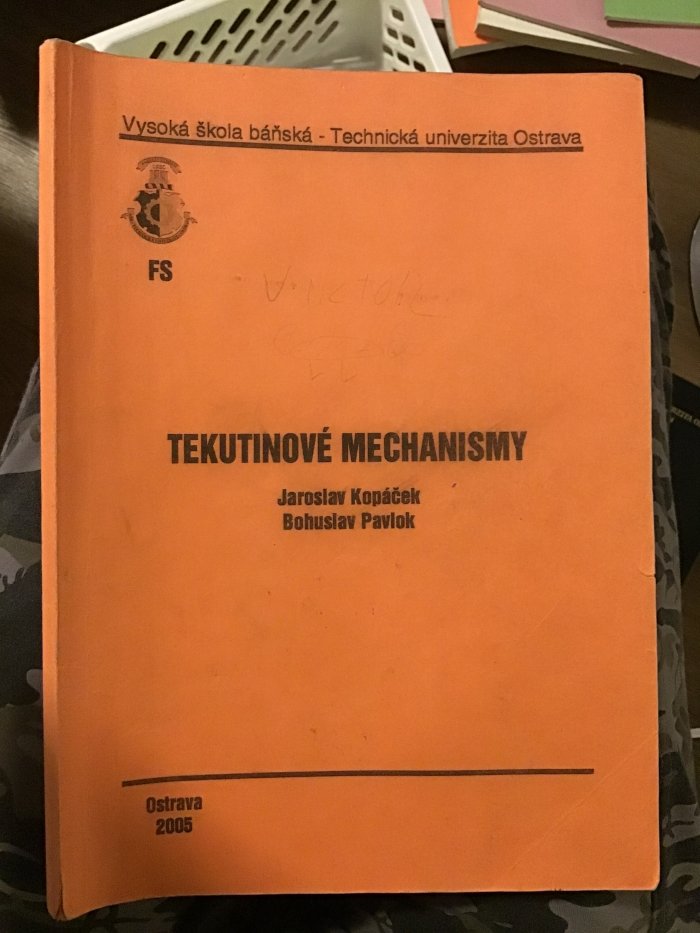 Vysoká škola báňská - Technická univerzita Ostrava
FS
TEKUTINOVÉ MECHANISMY
Jaroslav Kopáček
Bohuslav Pavlok
Ostrava
2005